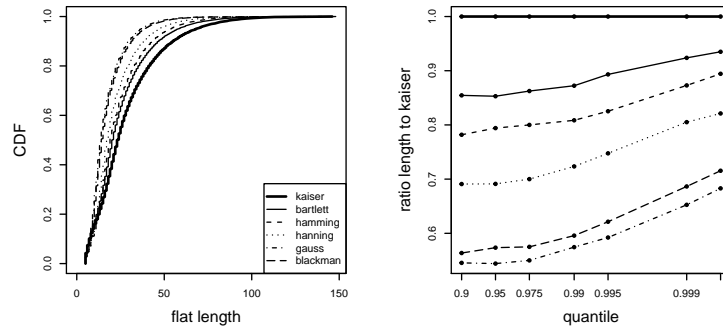 CDF
1.0
0.8
0.6
0.4
0.2
0.0
0
50
100
150
flat length
kaiser
bartlett
hamming
hanning
gauss
blackman
ratio length to kaiser
1.0
0.9
0.8
0.7
0.6
0.9
0.95
0.975
0.99
0.995
0.999
quantile